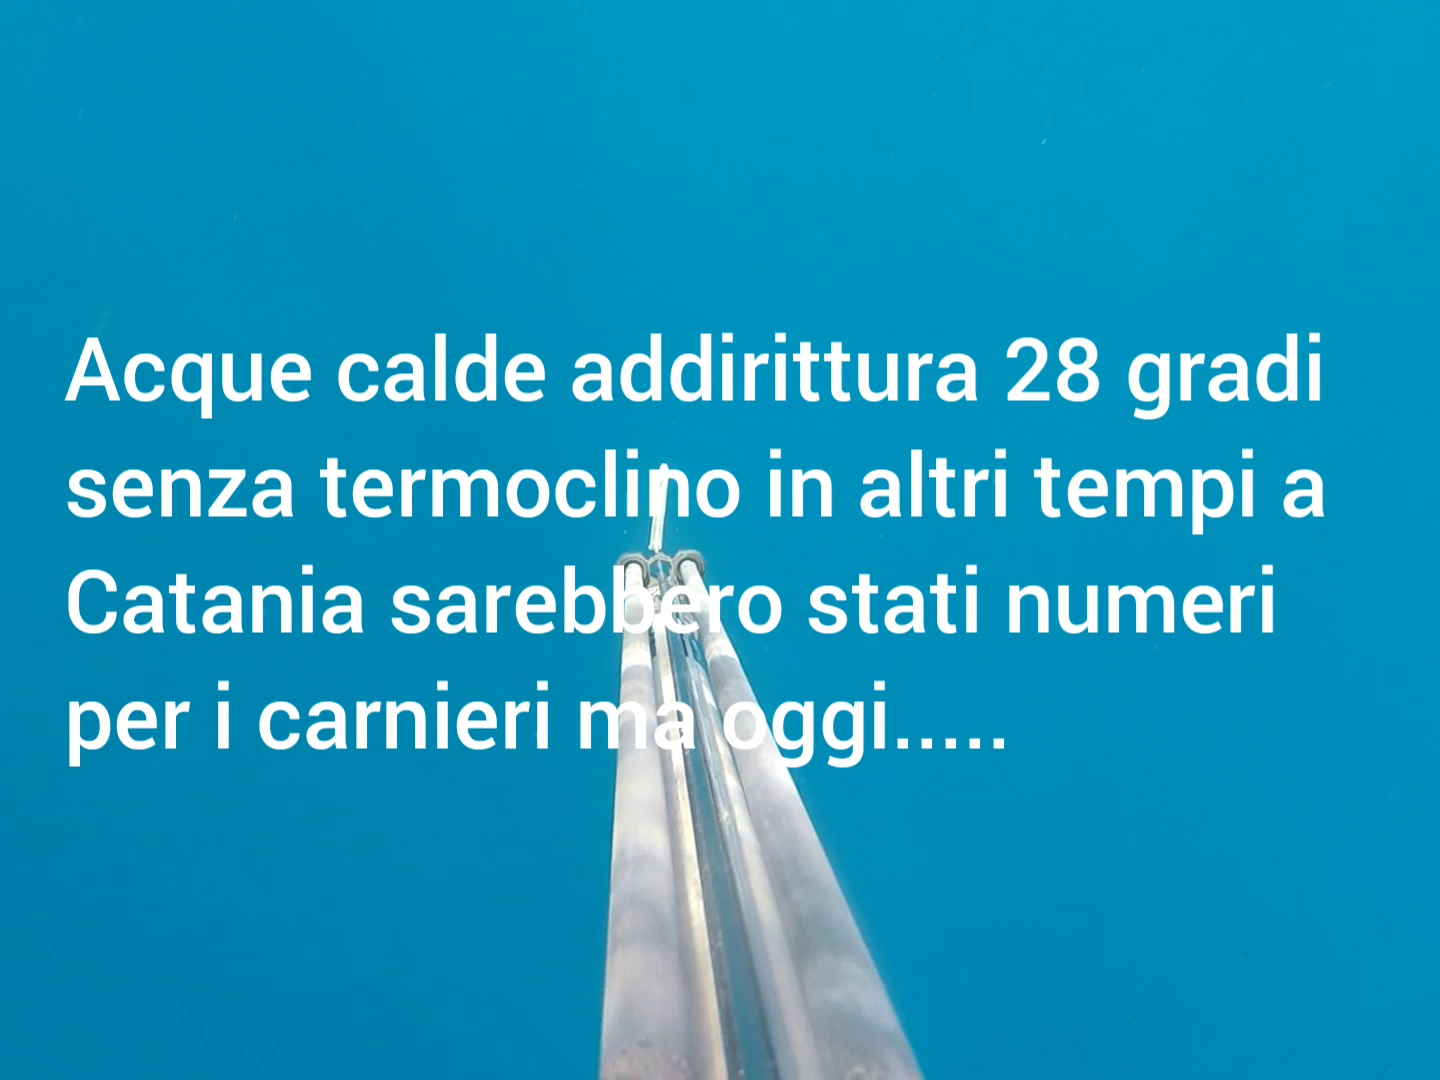 Acque calde addirittura 28 gradi
senza termoclino in altri tempi a
Catania sarebbero stati numeri
per i carnieri ma oggi.....